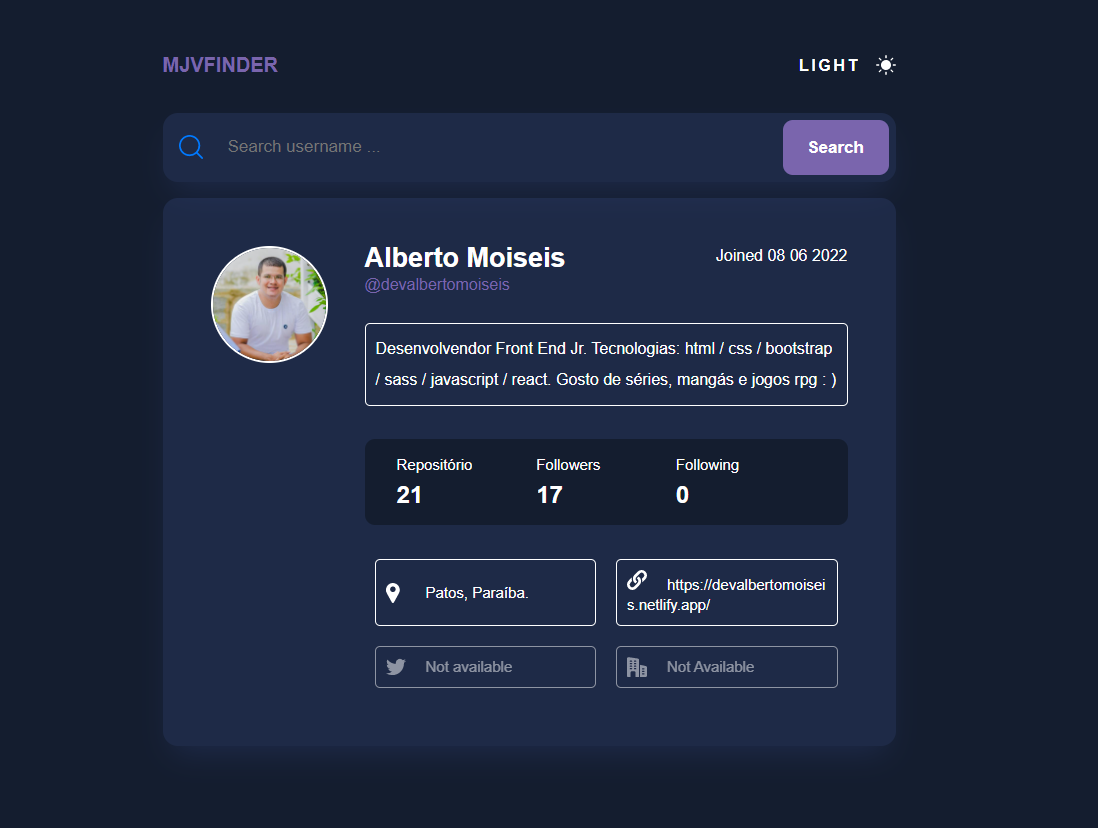 MJVFINDER
LIGHT
Search username ...
Search
Alberto Moiseis
Joined 08 06 2022
@devalbertomoiseis
Desenvolvendor Front End Jr. Tecnologias: html / css / bootstrap
/ sass / javascript / react. Gosto de séries, mangás e jogos rpg : )
Repositório
Followers
Following
21
17
0
Patos, Paraíba.
https://devalbertomoisei
s.netlify.app/
Not available
Not Available